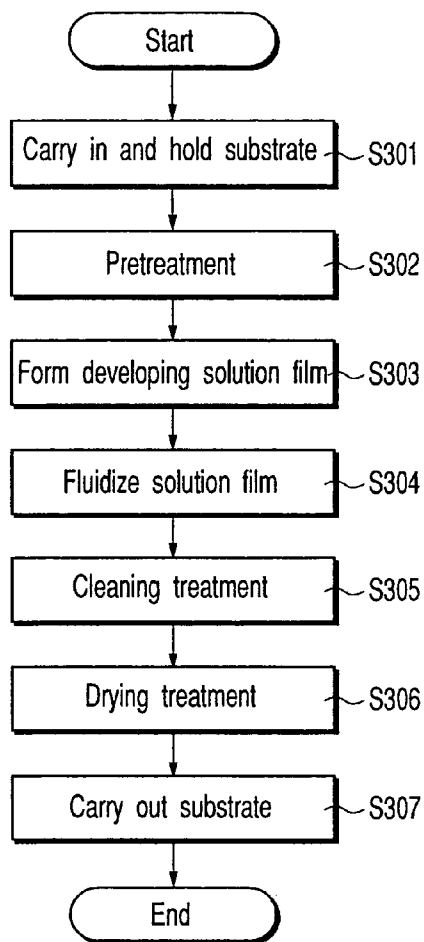 Start
Carry in and hold substrate S301
Pretreatment S302
Form developing solution film S303
Fluidize solution film S304
Cleaning treatment S305
Drying treatment S306
Carry out substrate S307
End